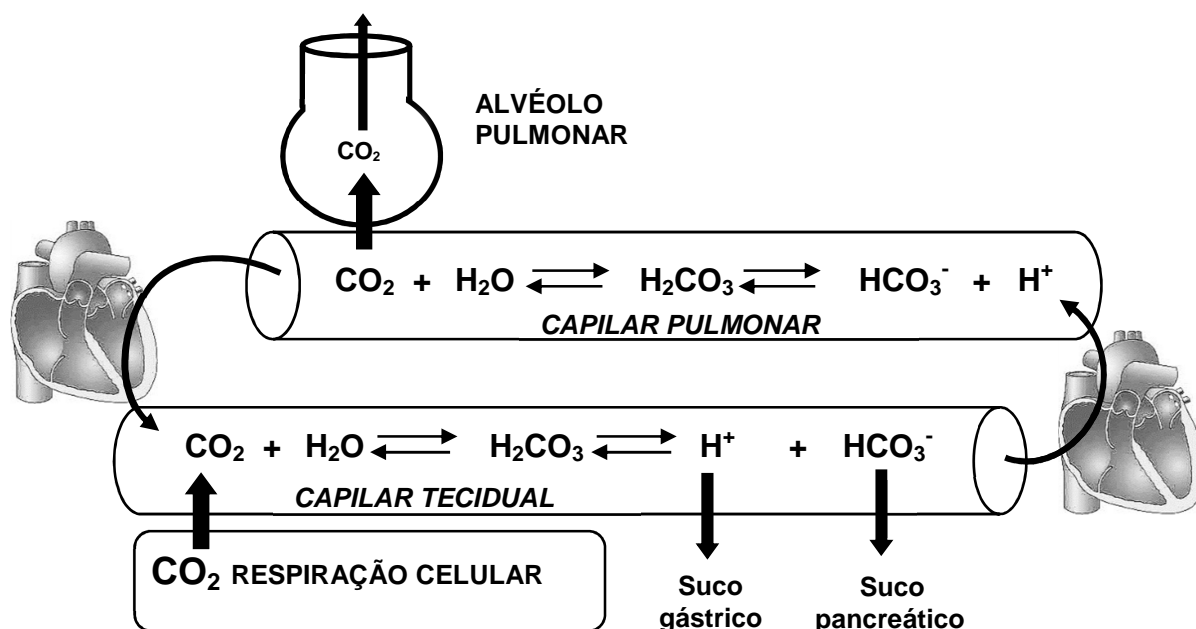 ALVÉOLO
PULMONAR
CO₂
CO₂ + H₂O ⇌ H₂CO₃ ⇌ HCO₃⁻ + H⁺
CAPILAR PULMONAR
CO₂ + H₂O ⇌ H₂CO₃ ⇌ H⁺ + HCO₃⁻
CAPILAR TECIDUAL
CO₂ RESPIRAÇÃO CELULAR
Suco
gástrico
Suco
pancreático